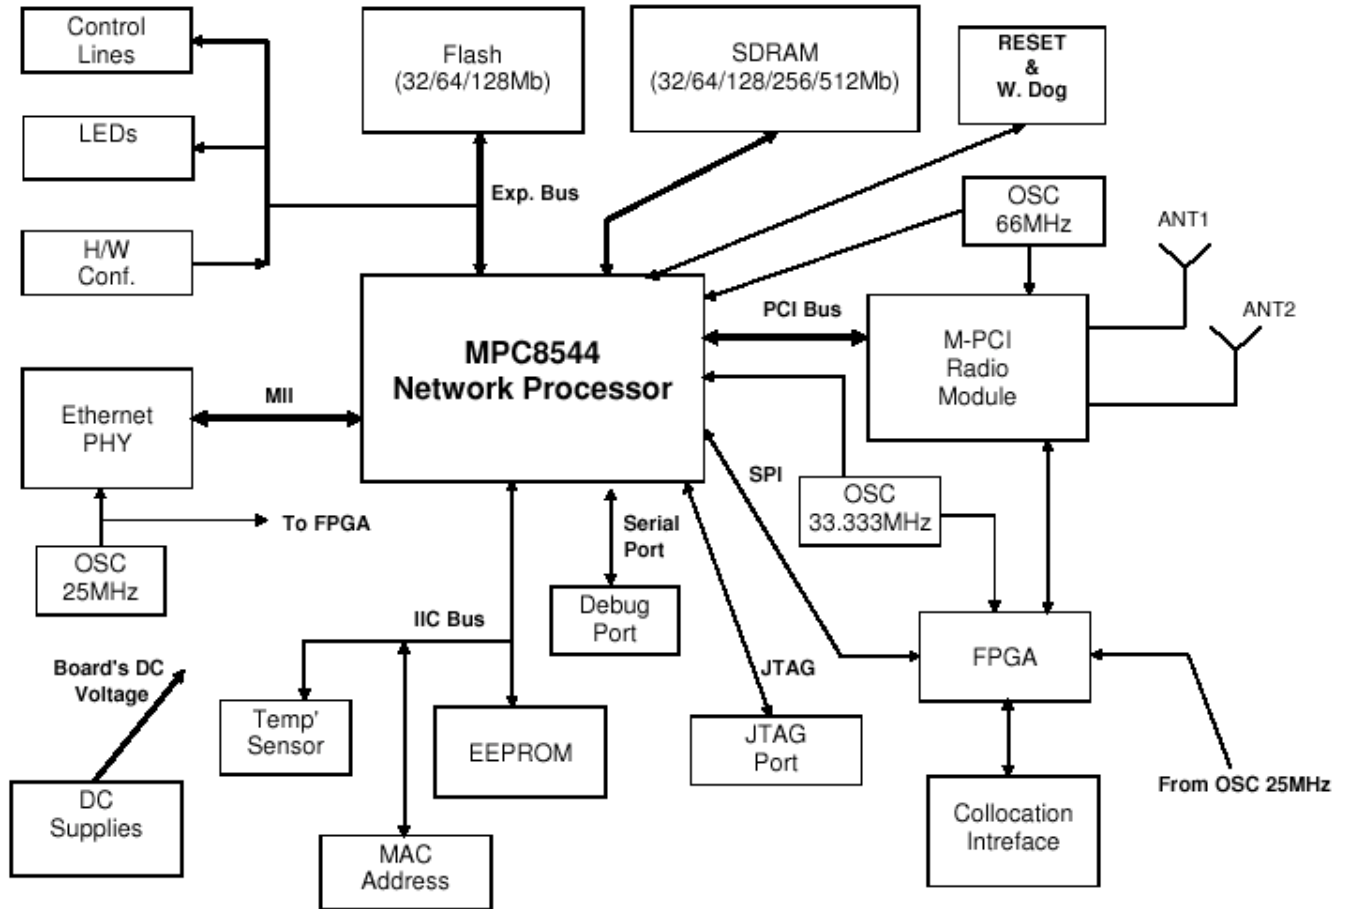 Control
Lines
Flash
(32/64/128Mb)
SDRAM
(32/64/128/256/512Mb)
RESET
&
W. Dog
LEDs
Exp. Bus
OSC
66MHz
ANT1
H/W
Conf.
PCI Bus
ANT2
MPC8544
Network Processor
M-PCI
Radio
Module
Ethernet
PHY
MII
SPI
OSC
33.333MHz
To FPGA
Serial
Port
OSC
25MHz
Debug
Port
IIC Bus
FPGA
Board's DC
Voltage
JTAG
Temp'
Sensor
EEPROM
JTAG
Port
From OSC 25MHz
DC
Supplies
Collocation
Intreface
MAC
Address